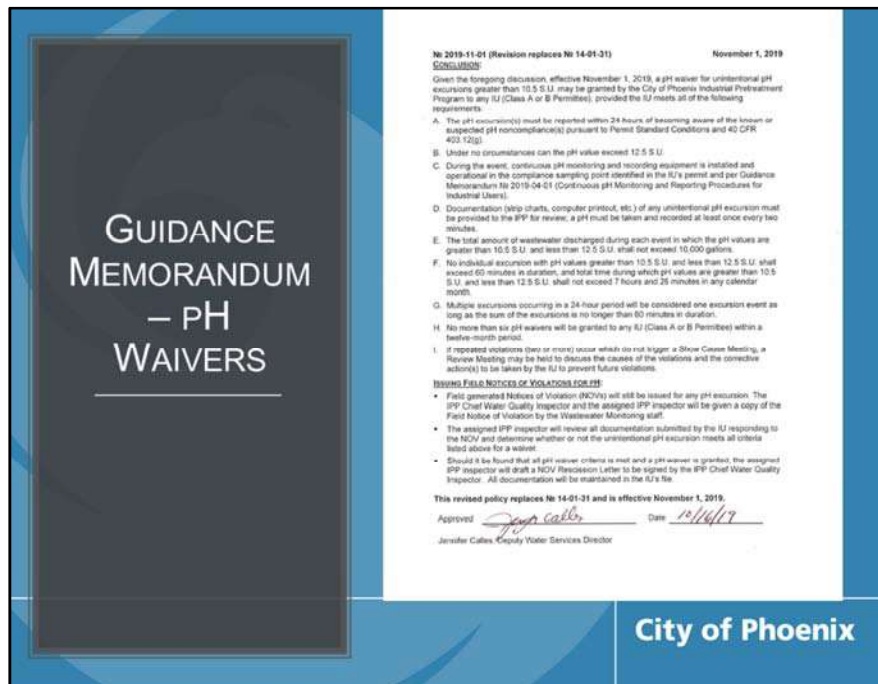 GUIDANCE
MEMORANDUM
– PH
WAIVERS
№ 2019-11-01 (Revision replaces № 14-01-31) November 1, 2019
CONCLUSION:
Given the foregoing discussion, effective November 1, 2019, a pH waiver for unintentional pH
excursions greater than 10.5 S.U. may be granted by the City of Phoenix Industrial Pretreatment
Program to any IU (Class A or B Permittee), provided the IU meets all of the following
requirements.
A. The pH excursion(s) must be reported within 24 hours of becoming aware of the known or
suspected pH noncompliance(s) pursuant to Permit Standard Conditions and 40 CFR
403.12(g).
B. Under no circumstances can the pH value exceed 12.5 S.U.
C. During the event, continuous pH monitoring and recording equipment is installed and
operational in the compliance sampling point identified in the IU's permit and per Guidance
Memorandum № 2019-04-01 (Continuous pH Monitoring and Reporting Procedures for
Industrial Users).
D. Documentation (strip charts, computer printout, etc.) of any unintentional pH excursion must
be provided to the IPP for review; a pH must be taken and recorded at least once every two
minutes.
E. The total amount of wastewater discharged during each event in which the pH values are
greater than 10.5 S.U. and less than 12.5 S.U. shall not exceed 10,000 gallons.
F. No individual excursion with pH values greater than 10.5 S.U. and less than 12.5 S.U. shall
exceed 60 minutes in duration, and total time during which pH values are greater than 10.5
S.U. and less than 12.5 S.U. shall not exceed 7 hours and 26 minutes in any calendar
month.
G. Multiple excursions occurring in a 24-hour period will be considered one excursion event as
long as the sum of the excursions is no longer than 60 minutes in duration.
H. No more than six pH waivers will be granted to any IU (Class A or B Permittee) within a
twelve-month period.
I. If repeated violations (two or more) occur which do not trigger a Show Cause Meeting, a
Review Meeting may be held to discuss the causes of the violations and the corrective
action(s) to be taken by the IU to prevent future violations.
ISSUING FIELD NOTICES OF VIOLATIONS FOR PH:
• Field generated Notices of Violation (NOVs) will still be issued for any pH excursion. The
IPP Chief Water Quality Inspector and the assigned IPP inspector will be given a copy of the
Field Notice of Violation by the Wastewater Monitoring staff.
• The assigned IPP inspector will review all documentation submitted by the IU responding to
the NOV and determine whether or not the unintentional pH excursion meets all criteria
listed above for a waiver.
• Should it be found that all pH waiver criteria is met and a pH waiver is granted, the assigned
IPP inspector will draft a NOV Rescission Letter to be signed by the IPP Chief Water Quality
Inspector. All documentation will be maintained in the IU's file.
This revised policy replaces № 14-01-31 and is effective November 1, 2019.
Approved Date 10/16/19
Jennifer Calles, Deputy Water Services Director
City of Phoenix